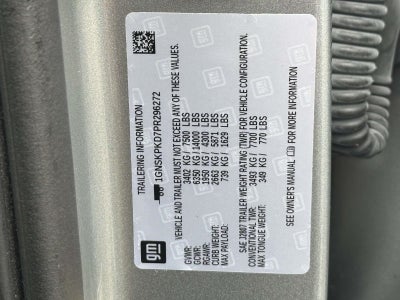 TRAILERING INFORMATION
1GNSKPKD7PR296272
VEHICLE AND TRAILER MUST NOT EXCEED ANY OF THESE VALUES.
GVWR: 3402 KG / 7500 LBS
GCWR: 6350 KG / 14000 LBS
RGAWR: 1950 KG / 4300 LBS
CURB WEIGHT: 2663 KG / 5871 LBS
MAX PAYLOAD: 739 KG / 1629 LBS
SAE J2807 TRAILER WEIGHT RATING (TWR) FOR VEHICLE CONFIGURATION.
CONVENTIONAL TWR: 3493 KG / 7700 LBS
MAX TONGUE WEIGHT: 349 KG / 770 LBS
SEE OWNER'S MANUAL FOR MORE INFORMATION
gm